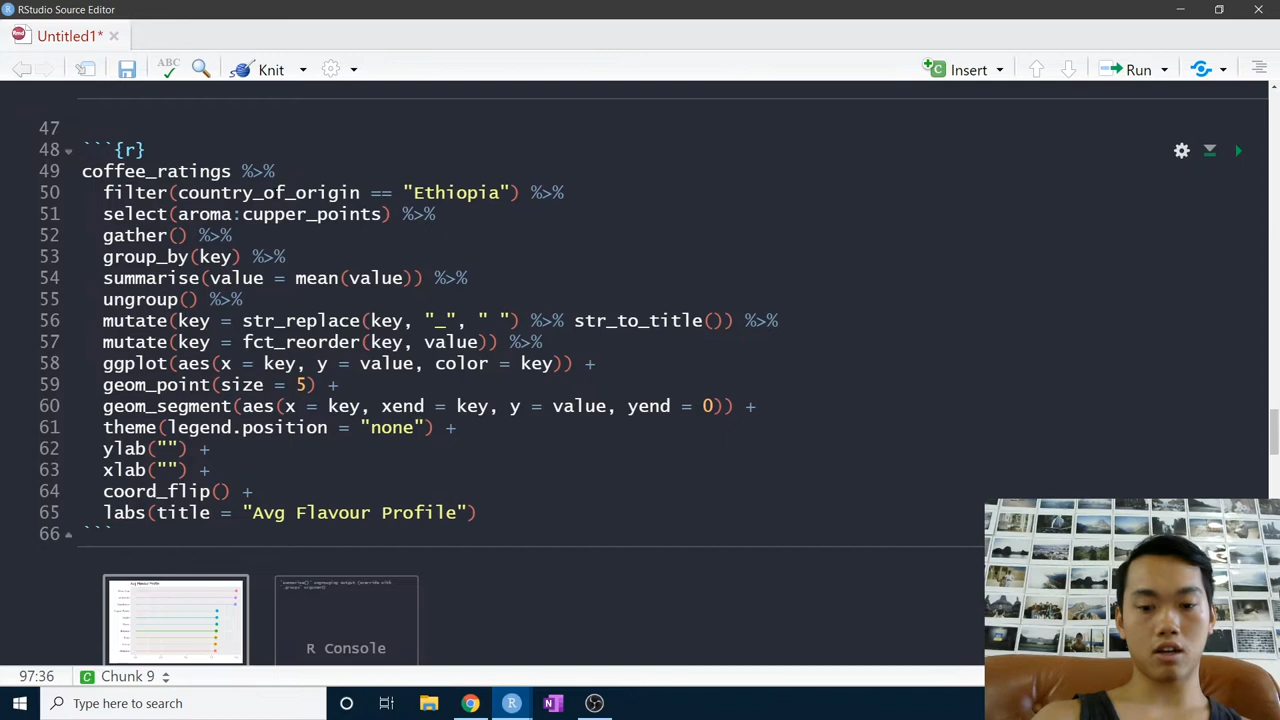 RStudio Source Editor
Untitled1*
ABC
Knit
Insert
Run
47
48 ```{r}
49 coffee_ratings %>%
50 filter(country_of_origin == "Ethiopia") %>%
51 select(aroma:cupper_points) %>%
52 gather() %>%
53 group_by(key) %>%
54 summarise(value = mean(value)) %>%
55 ungroup() %>%
56 mutate(key = str_replace(key, "_", " ") %>% str_to_title()) %>%
57 mutate(key = fct_reorder(key, value)) %>%
58 ggplot(aes(x = key, y = value, color = key)) +
59 geom_point(size = 5) +
60 geom_segment(aes(x = key, xend = key, y = value, yend = 0)) +
61 theme(legend.position = "none") +
62 ylab("") +
63 xlab("") +
64 coord_flip() +
65 labs(title = "Avg Flavour Profile")
66 ```
R Console
97:36
Chunk 9
Type here to search